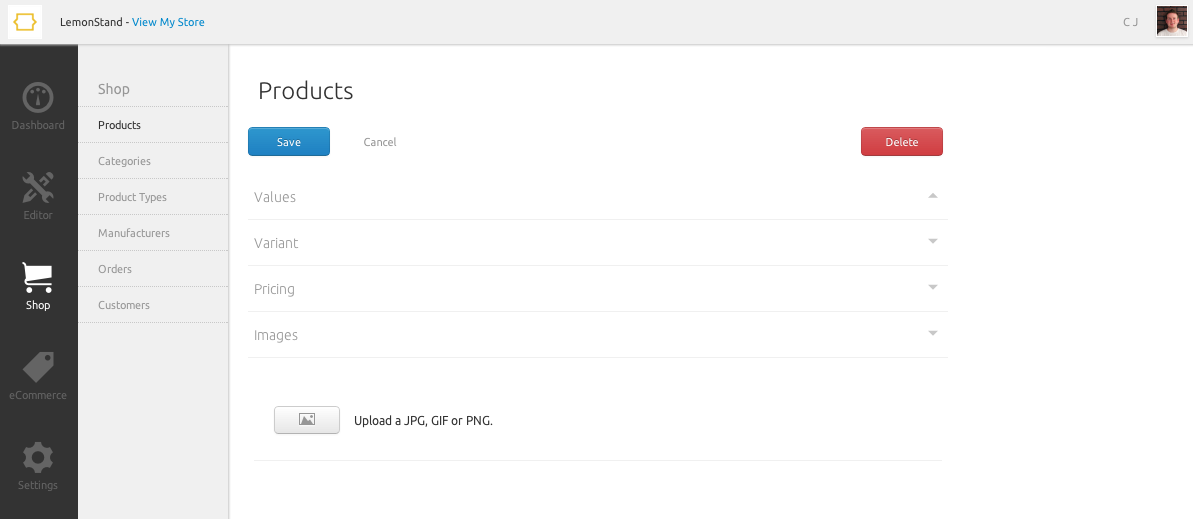 LemonStand - View My Store
C J
Dashboard
Editor
Shop
eCommerce
Settings
Shop
Products
Categories
Product Types
Manufacturers
Orders
Customers
Products
Save Cancel Delete
Values
Variant
Pricing
Images
Upload a JPG, GIF or PNG.